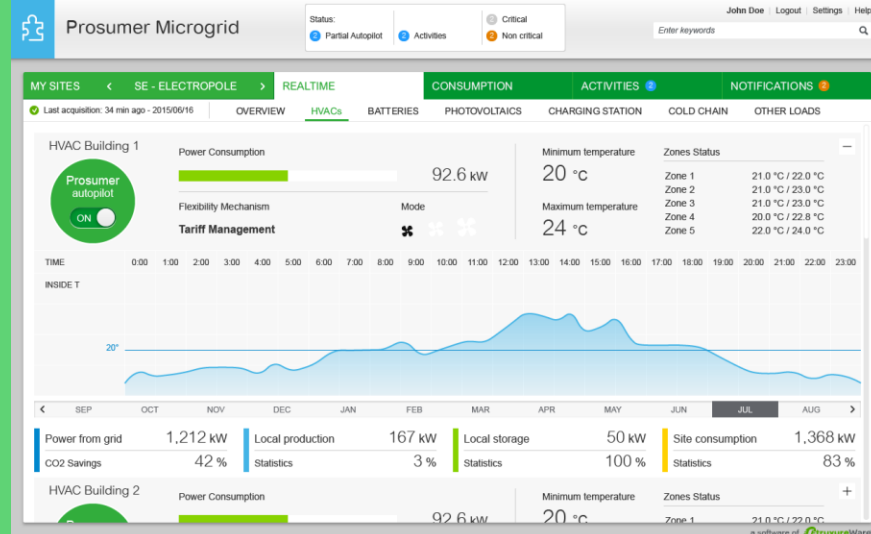 John Doe | Logout | Settings | Help
Prosumer Microgrid
Status:
2 Partial Autopilot
2 Activities
2 Critical
2 Non critical
Enter keywords
MY SITES < SE - ELECTROPOLE > REALTIME CONSUMPTION ACTIVITIES 2 NOTIFICATIONS 2
Last acquisition: 34 min ago - 2015/06/16 OVERVIEW HVACs BATTERIES PHOTOVOLTAICS CHARGING STATION COLD CHAIN OTHER LOADS
HVAC Building 1
Prosumer
autopilot
ON
Power Consumption
92.6 kW
Flexibility Mechanism
Tariff Management
Mode
Minimum temperature
20 °C
Maximum temperature
24 °C
Zones Status
Zone 1 21.0 °C / 22.0 °C
Zone 2 21.0 °C / 23.0 °C
Zone 3 21.0 °C / 23.0 °C
Zone 4 20.0 °C / 22.8 °C
Zone 5 22.0 °C / 24.0 °C
TIME 0:00 1:00 2:00 3:00 4:00 5:00 6:00 7:00 8:00 9:00 10:00 11:00 12:00 13:00 14:00 15:00 16:00 17:00 18:00 19:00 20:00 21:00 22:00 23:00
INSIDE T
20°
< SEP OCT NOV DEC JAN FEB MAR APR MAY JUN JUL AUG >
Power from grid 1,212 kW
CO2 Savings 42 %
Local production 167 kW
Statistics 3 %
Local storage 50 kW
Statistics 100 %
Site consumption 1,368 kW
Statistics 83 %
HVAC Building 2
Prosumer
Power Consumption
92.6 kW
Minimum temperature
20 °C
Zones Status
Zone 1 21.0 °C / 22.0 °C
a software of StruxureWare